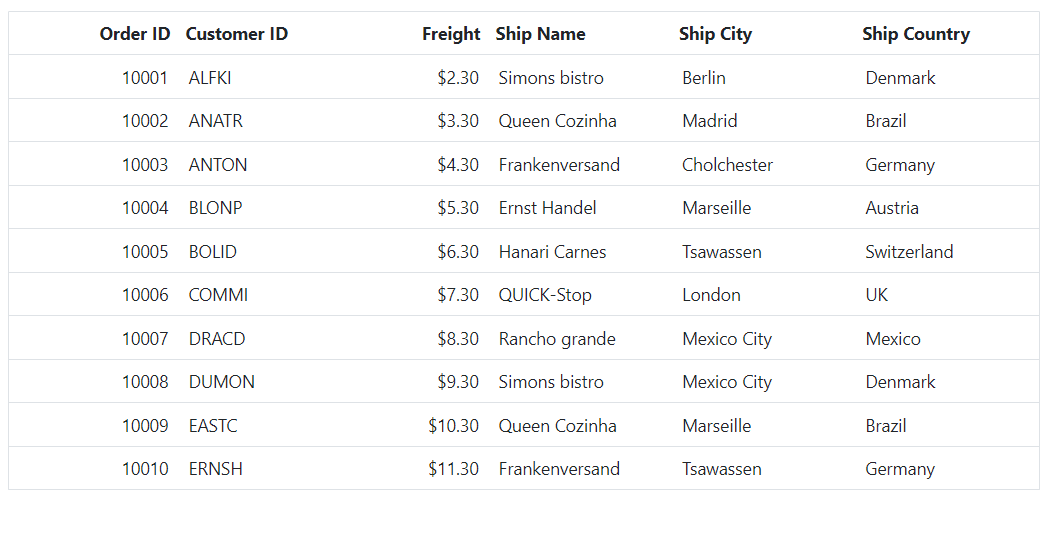 Order ID Customer ID Freight Ship Name Ship City Ship Country
10001 ALFKI $2.30 Simons bistro Berlin Denmark
10002 ANATR $3.30 Queen Cozinha Madrid Brazil
10003 ANTON $4.30 Frankenversand Cholchester Germany
10004 BLONP $5.30 Ernst Handel Marseille Austria
10005 BOLID $6.30 Hanari Carnes Tsawassen Switzerland
10006 COMMI $7.30 QUICK-Stop London UK
10007 DRACD $8.30 Rancho grande Mexico City Mexico
10008 DUMON $9.30 Simons bistro Mexico City Denmark
10009 EASTC $10.30 Queen Cozinha Marseille Brazil
10010 ERNSH $11.30 Frankenversand Tsawassen Germany